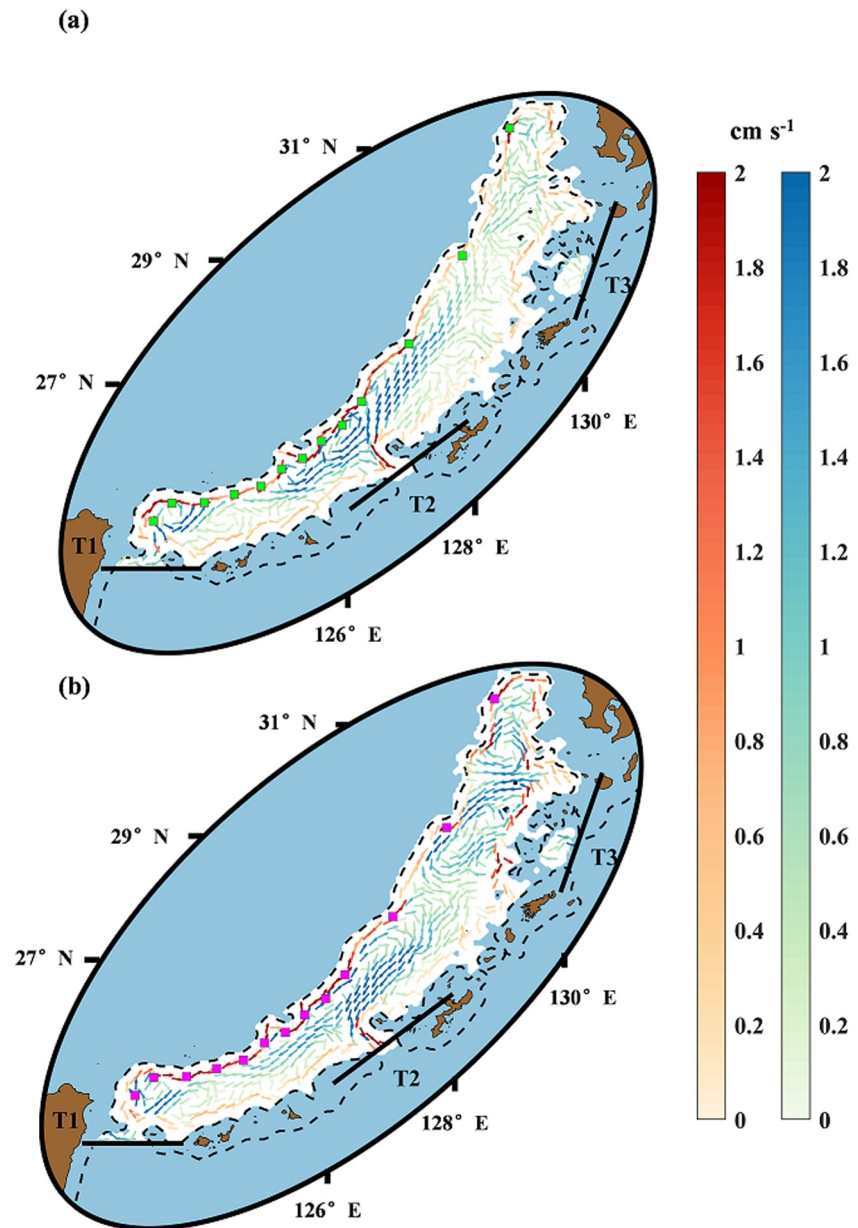 (a)
cm s-1
31° N
29° N
27° N
T1
T2
T3
126° E
128° E
130° E
2 2
1.8 1.8
1.6 1.6
1.4 1.4
1.2 1.2
1 1
0.8 0.8
0.6 0.6
0.4 0.4
0.2 0.2
0 0
(b)
31° N
29° N
27° N
T1
T2
T3
126° E
128° E
130° E